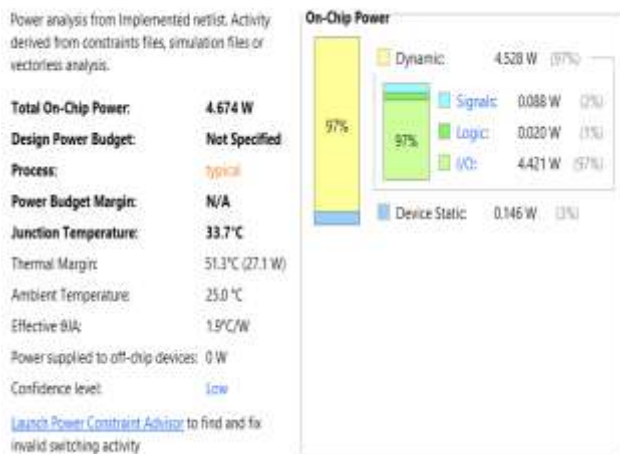 Power analysis from Implemented netlist. Activity
derived from constraints files, simulation files or
vectorless analysis.
Total On-Chip Power: 4.674 W
Design Power Budget: Not Specified
Process: typical
Power Budget Margin: N/A
Junction Temperature: 33.7°C
Thermal Margin: 51.3°C (27.1 W)
Ambient Temperature: 25.0 °C
Effective ϑJA: 1.9°C/W
Power supplied to off-chip devices: 0 W
Confidence level: Low
Launch Power Constraint Advisor to find and fix
invalid switching activity
On-Chip Power
Dynamic: 4.528 W (97%)
97%
97%
Signals: 0.088 W (2%)
Logic: 0.020 W (1%)
I/O: 4.421 W (97%)
Device Static: 0.146 W (3%)